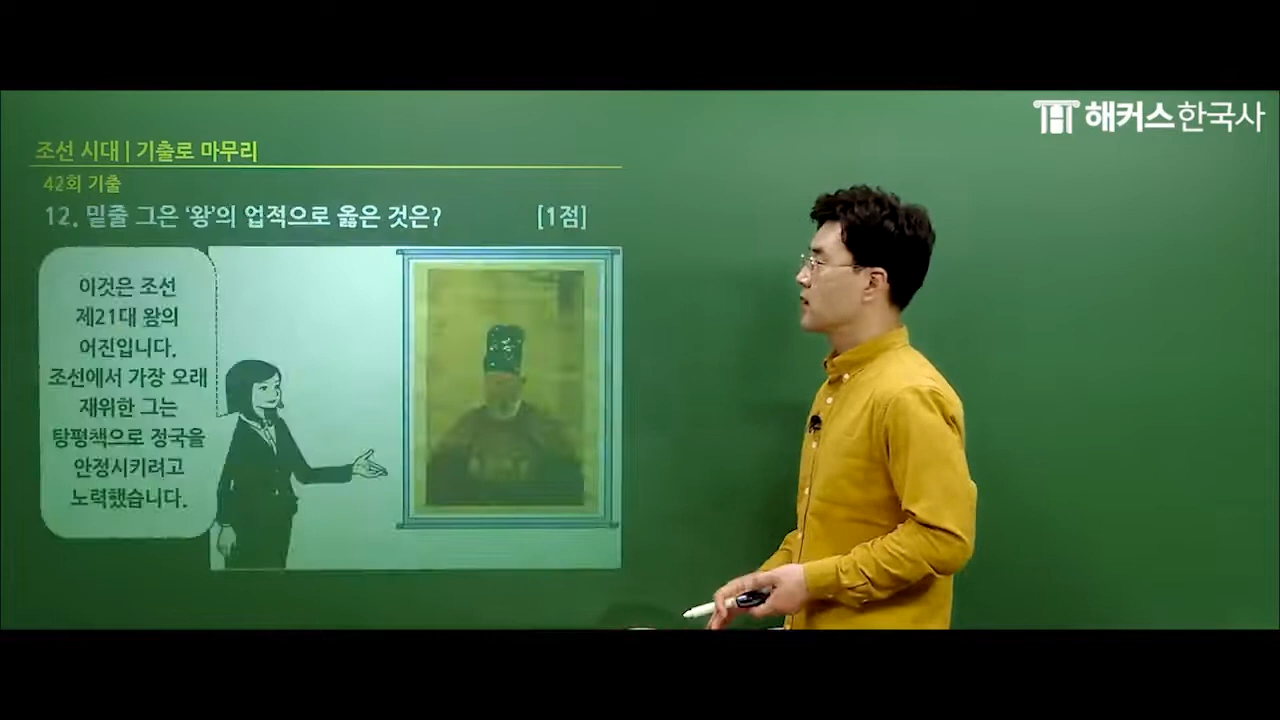 해커스한국사
조선 시대 | 기출로 마무리
42회 기출
12. 밑줄 그은 '왕'의 업적으로 옳은 것은? [1점]
이것은 조선
제21대 왕의
어진입니다.
조선에서 가장 오래
재위한 그는
탕평책으로 정국을
안정시키려고
노력했습니다.